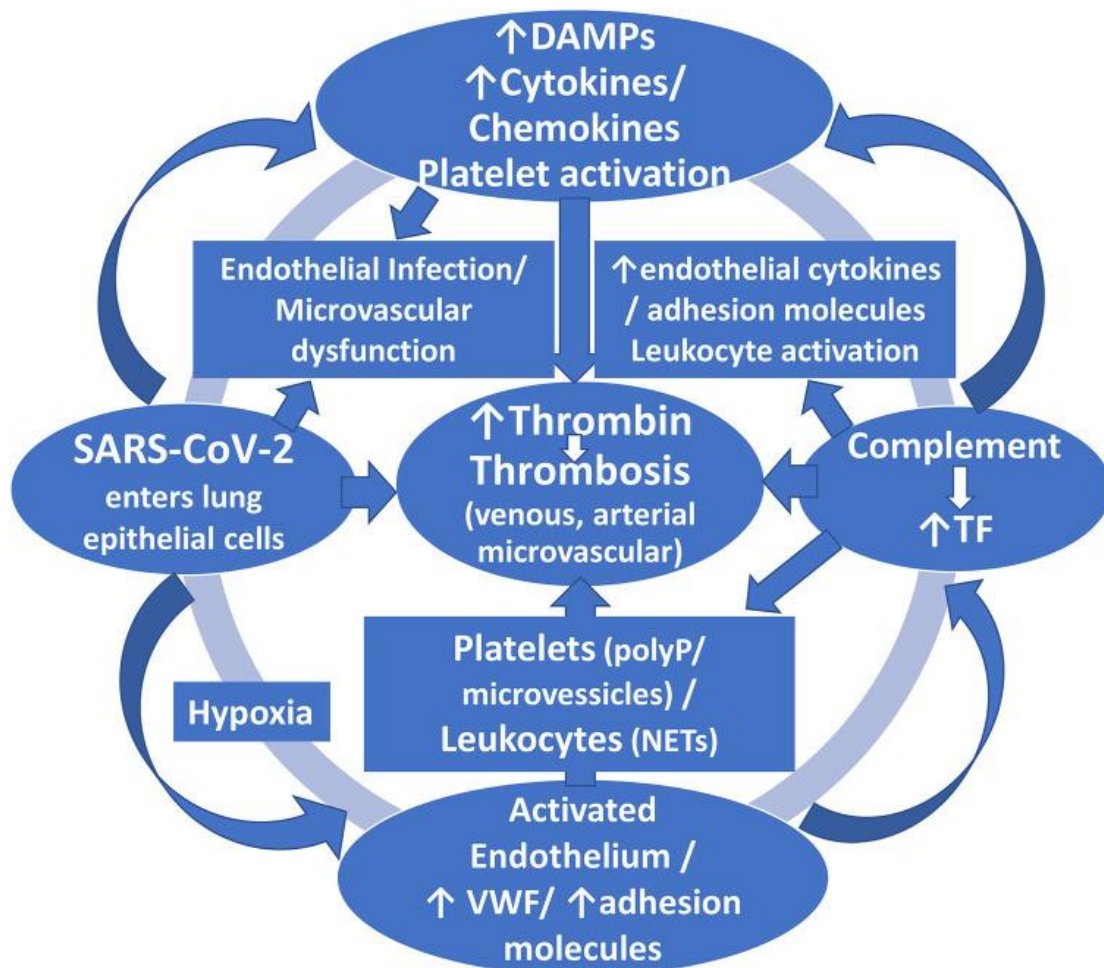 ↑DAMPs
↑Cytokines/
Chemokines
Platelet activation
Endothelial Infection/
Microvascular
dysfunction
↑endothelial cytokines
/ adhesion molecules
Leukocyte activation
SARS-CoV-2
enters lung
epithelial cells
↑Thrombin
Thrombosis
(venous, arterial
microvascular)
Complement
↑TF
Platelets (polyP/
microvessicles) /
Leukocytes (NETs)
Hypoxia
Activated
Endothelium /
↑ VWF/ ↑adhesion
molecules